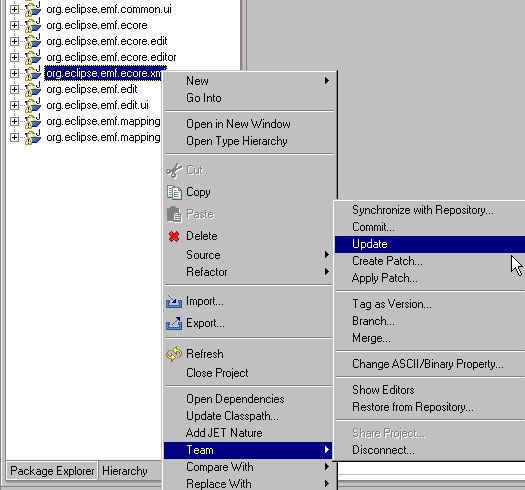 org.eclipse.emf.common.ui
org.eclipse.emf.ecore
org.eclipse.emf.ecore.edit
org.eclipse.emf.ecore.editor
org.eclipse.emf.ecore.xm
org.eclipse.emf.edit
org.eclipse.emf.edit.ui
org.eclipse.emf.mapping
org.eclipse.emf.mapping
New
Go Into
Open in New Window
Open Type Hierarchy
Cut
Copy
Paste
Delete
Source
Refactor
Import...
Export...
Refresh
Close Project
Open Dependencies
Update Classpath...
Add JET Nature
Team
Compare With
Replace With
Synchronize with Repository...
Commit...
Update
Create Patch...
Apply Patch...
Tag as Version...
Branch...
Merge...
Change ASCII/Binary Property...
Show Editors
Restore from Repository...
Share Project...
Disconnect...
Package Explorer
Hierarchy